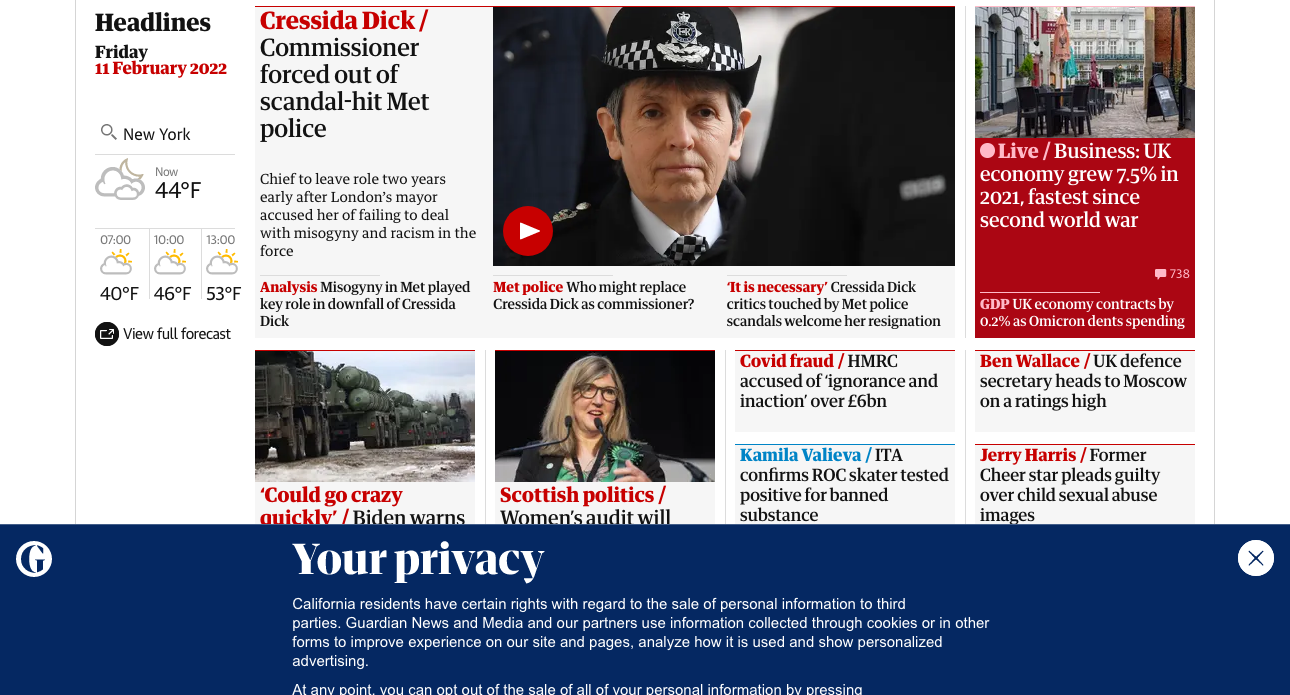 Headlines
Friday
11 February 2022
New York
Now
44°F
07:00
40°F
10:00
46°F
13:00
53°F
View full forecast
Cressida Dick /
Commissioner
forced out of
scandal-hit Met
police
Chief to leave role two years
early after London’s mayor
accused her of failing to deal
with misogyny and racism in the
force
Analysis Misogyny in Met played
key role in downfall of Cressida
Dick
Met police Who might replace
Cressida Dick as commissioner?
‘It is necessary’ Cressida Dick
critics touched by Met police
scandals welcome her resignation
Live / Business: UK
economy grew 7.5% in
2021, fastest since
second world war
738
GDP UK economy contracts by
0.2% as Omicron dents spending
‘Could go crazy
quickly’ / Biden warns
Scottish politics /
Women’s audit will
Covid fraud / HMRC
accused of ‘ignorance and
inaction’ over £6bn
Kamila Valieva / ITA
confirms ROC skater tested
positive for banned
substance
Ben Wallace / UK defence
secretary heads to Moscow
on a ratings high
Jerry Harris / Former
Cheer star pleads guilty
over child sexual abuse
images
Your privacy
California residents have certain rights with regard to the sale of personal information to third
parties. Guardian News and Media and our partners use information collected through cookies or in other
forms to improve experience on our site and pages, analyze how it is used and show personalized
advertising.
At any point, you can opt out of the sale of all of your personal information by pressing